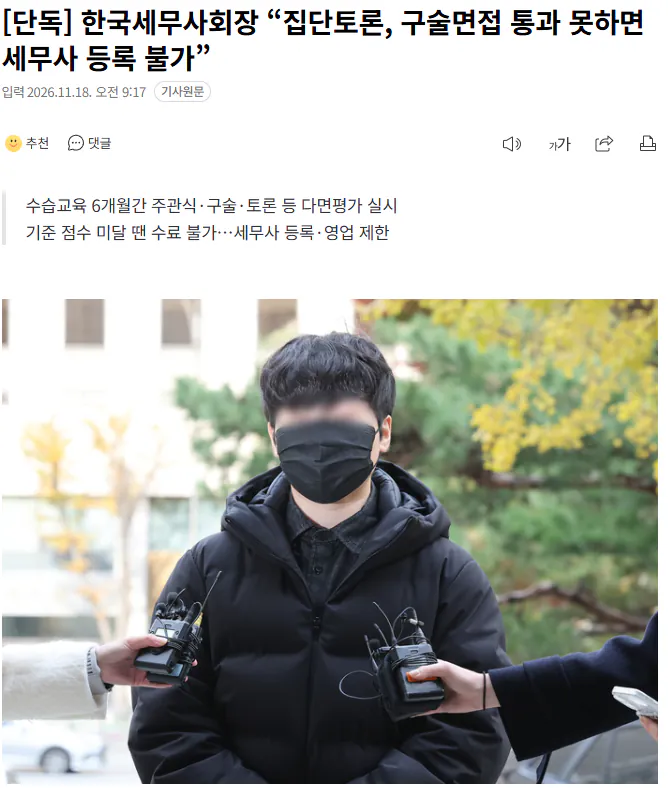 [단독] 한국세무사회장 “집단토론, 구술면접 통과 못하면
세무사 등록 불가”
입력 2026.11.18. 오전 9:17 기사원문
추천 댓글 가가
수습교육 6개월간 주관식·구술·토론 등 다면평가 실시
기준 점수 미달 땐 수료 불가…세무사 등록·영업 제한